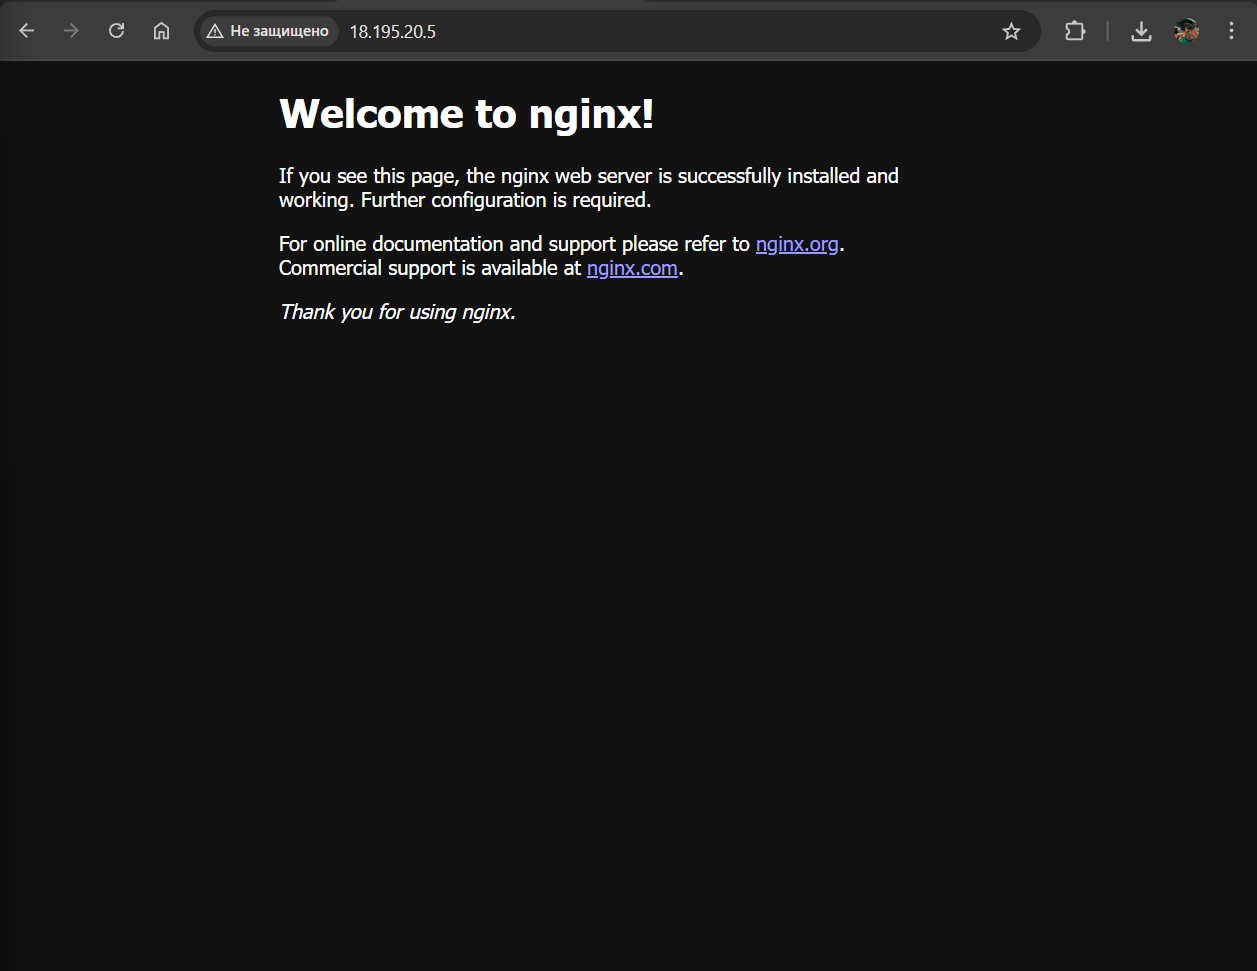 Не защищено 18.195.20.5
Welcome to nginx!
If you see this page, the nginx web server is successfully installed and
working. Further configuration is required.
For online documentation and support please refer to nginx.org.
Commercial support is available at nginx.com.
Thank you for using nginx.